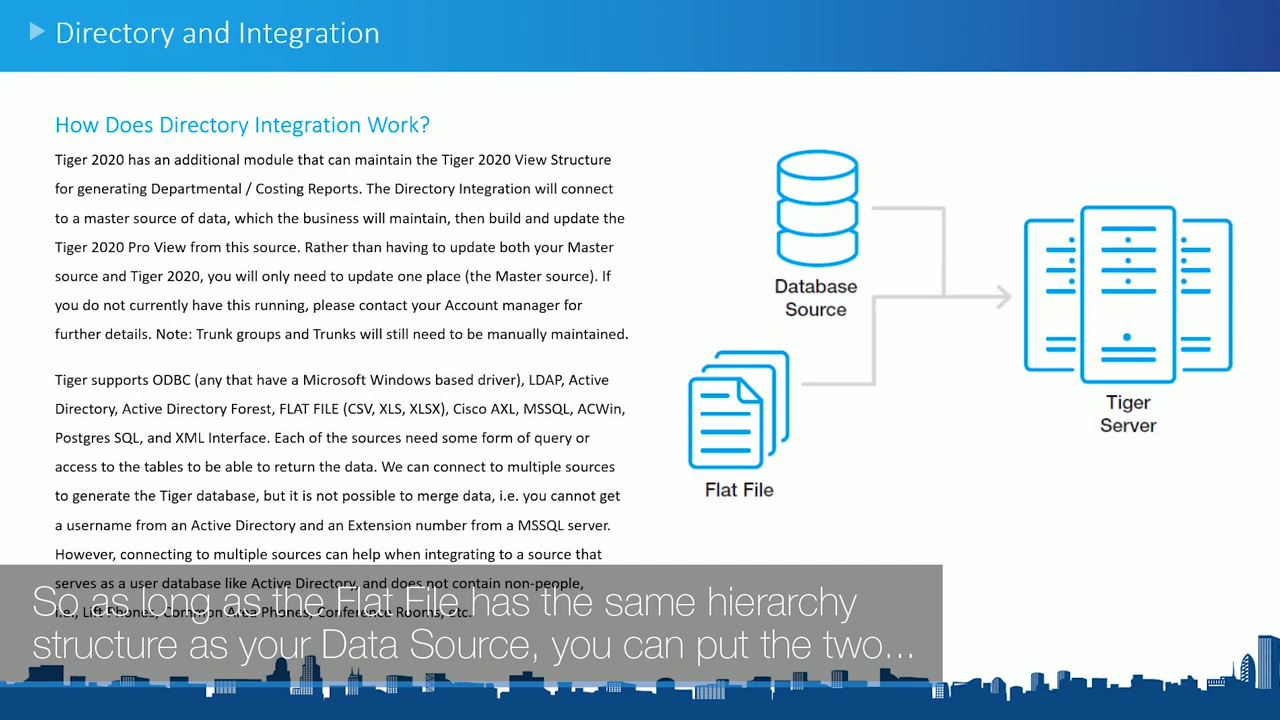 Directory and Integration
How Does Directory Integration Work?
Tiger 2020 has an additional module that can maintain the Tiger 2020 View Structure
for generating Departmental / Costing Reports. The Directory Integration will connect
to a master source of data, which the business will maintain, then build and update the
Tiger 2020 Pro View from this source. Rather than having to update both your Master
source and Tiger 2020, you will only need to update one place (the Master source). If
you do not currently have this running, please contact your Account manager for
further details. Note: Trunk groups and Trunks will still need to be manually maintained.
Tiger supports ODBC (any that have a Microsoft Windows based driver), LDAP, Active
Directory, Active Directory Forest, FLAT FILE (CSV, XLS, XLSX), Cisco AXL, MSSQL, ACWin,
Postgres SQL, and XML Interface. Each of the sources need some form of query or
access to the tables to be able to return the data. We can connect to multiple sources
to generate the Tiger database, but it is not possible to merge data, i.e. you cannot get
a username from an Active Directory and an Extension number from a MSSQL server.
However, connecting to multiple sources can help when integrating to a source that
serves as a user database like Active Directory, and does not contain non-people,
i.e., Lift Phones, Common Area Phones, Conference Rooms, etc.
Database
Source
Flat File
Tiger
Server
So as long as the Flat File has the same hierarchy
structure as your Data Source, you can put the two...